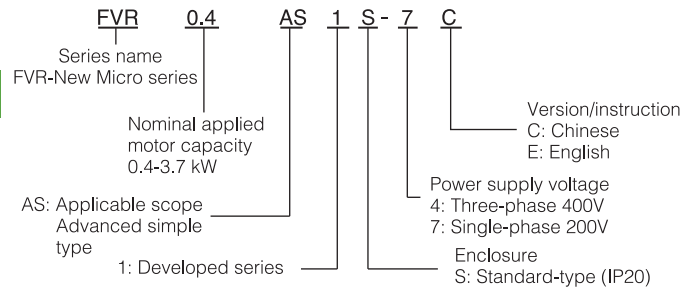 FVR 0.4 AS 1 S - 7 C
Series name
FVR-New Micro series
Nominal applied
motor capacity
0.4-3.7 kW
AS: Applicable scope
Advanced simple
type
1: Developed series
Version/instruction
C: Chinese
E: English
Power supply voltage
4: Three-phase 400V
7: Single-phase 200V
Enclosure
S: Standard-type (IP20)